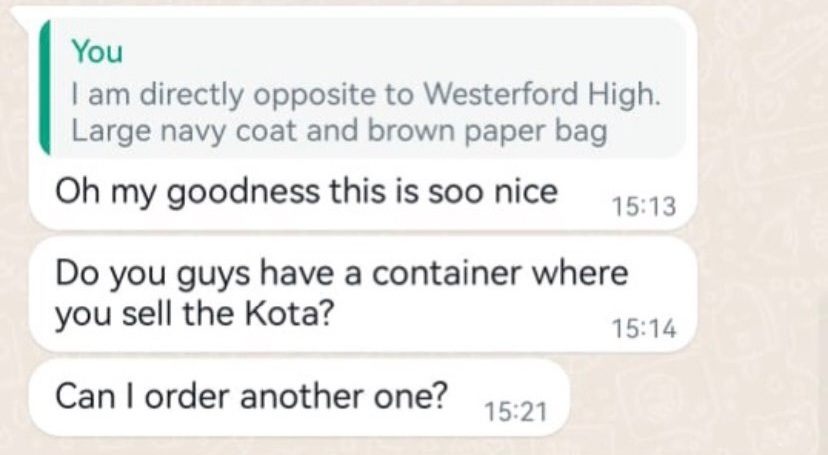 You
I am directly opposite to Westerford High.
Large navy coat and brown paper bag
Oh my goodness this is soo nice
15:13
Do you guys have a container where
you sell the Kota?
15:14
Can I order another one?
15:21